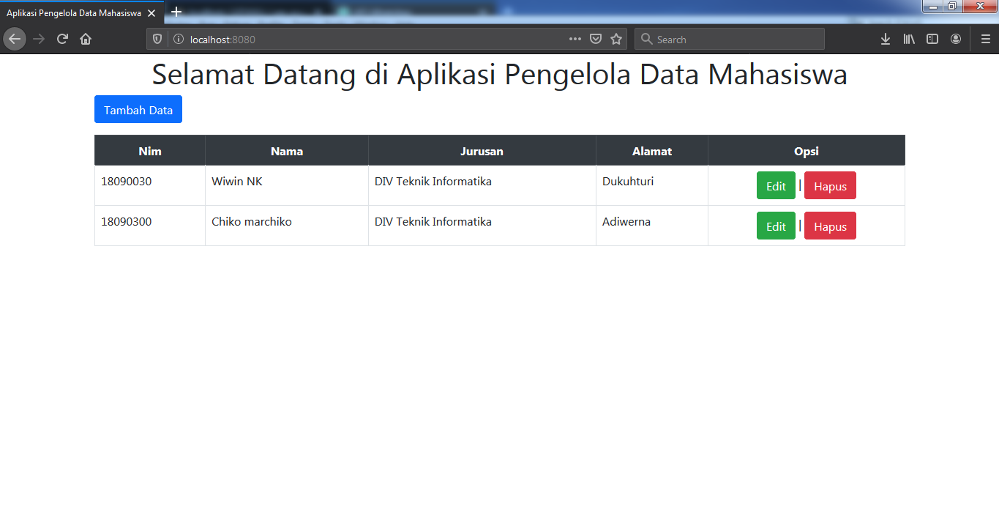 Aplikasi Pengelola Data Mahasiswa
localhost:8080
Search
Selamat Datang di Aplikasi Pengelola Data Mahasiswa
Tambah Data
Nim Nama Jurusan Alamat Opsi
18090030 Wiwin NK DIV Teknik Informatika Dukuhturi Edit | Hapus
18090300 Chiko marchiko DIV Teknik Informatika Adiwerna Edit | Hapus